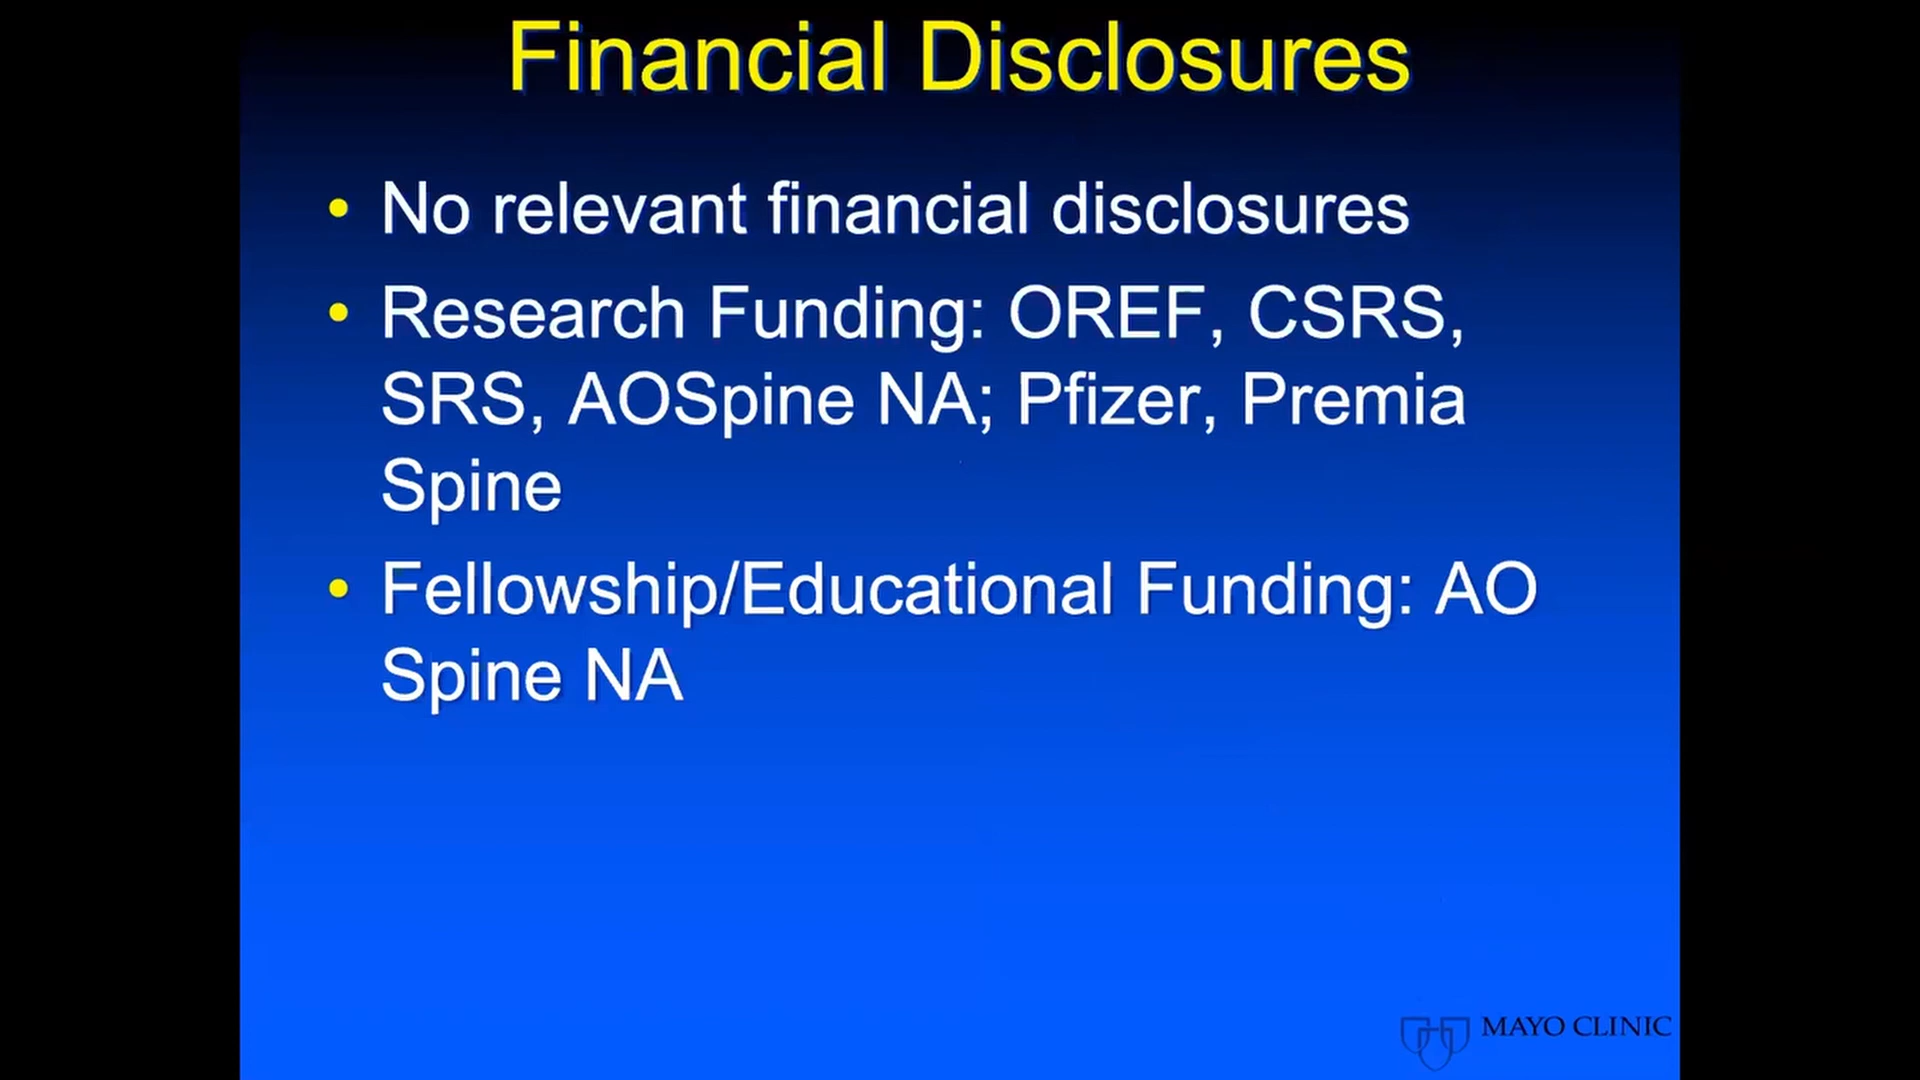 Financial Disclosures
• No relevant financial disclosures
• Research Funding: OREF, CSRS,
SRS, AOSpine NA; Pfizer, Premia
Spine
• Fellowship/Educational Funding: AO
Spine NA
MAYO CLINIC